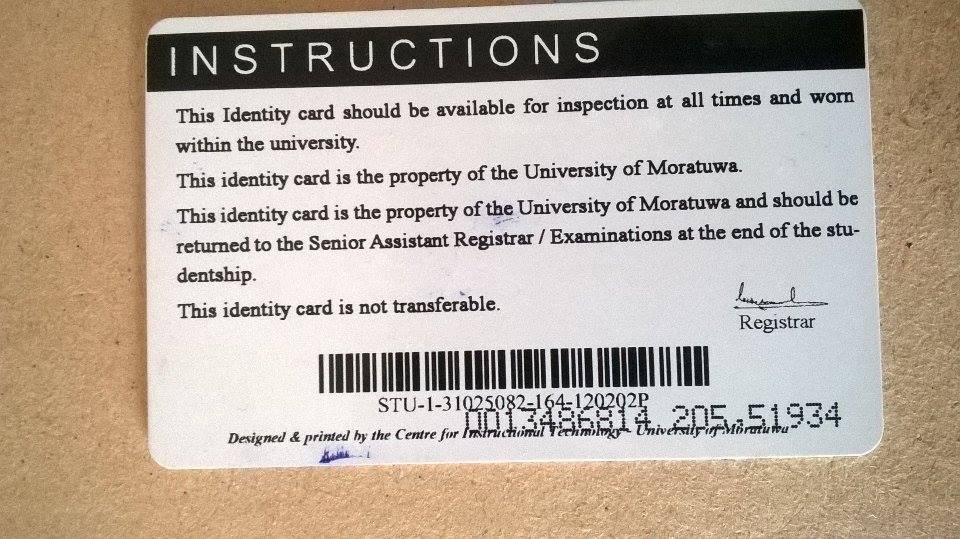 INSTRUCTIONS
This Identity card should be available for inspection at all times and worn
within the university.
This identity card is the property of the University of Moratuwa.
This identity card is the property of the University of Moratuwa and should be
returned to the Senior Assistant Registrar / Examinations at the end of the stu-
dentship.
This identity card is not transferable.
Registrar
STU-1-31025082-164-120202P
0013486814 205,51934
Designed & printed by the Centre for Instructional Technology - University of Moratuwa